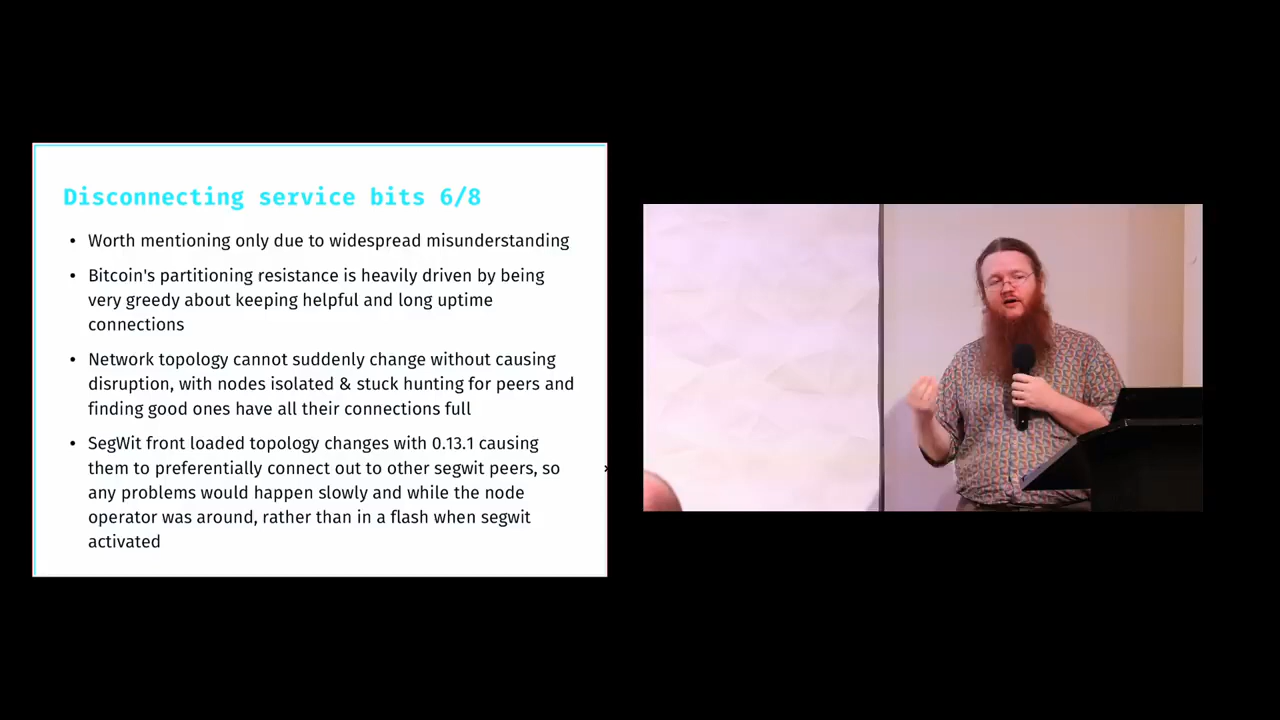 Disconnecting service bits 6/8
• Worth mentioning only due to widespread misunderstanding
• Bitcoin's partitioning resistance is heavily driven by being
very greedy about keeping helpful and long uptime
connections
• Network topology cannot suddenly change without causing
disruption, with nodes isolated & stuck hunting for peers and
finding good ones have all their connections full
• SegWit front loaded topology changes with 0.13.1 causing
them to preferentially connect out to other segwit peers, so
any problems would happen slowly and while the node
operator was around, rather than in a flash when segwit
activated